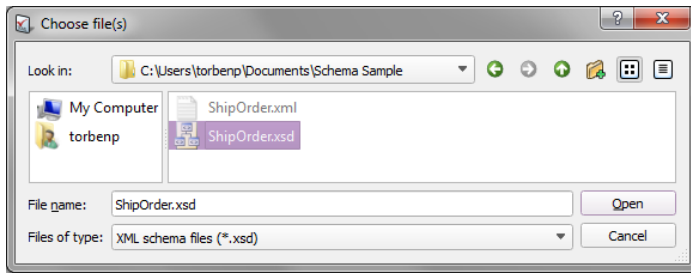 Choose file(s)
Look in: C:\Users\torbenp\Documents\Schema Sample
My Computer
torbenp
ShipOrder.xml
ShipOrder.xsd
File name: ShipOrder.xsd Open
Files of type: XML schema files (*.xsd) Cancel